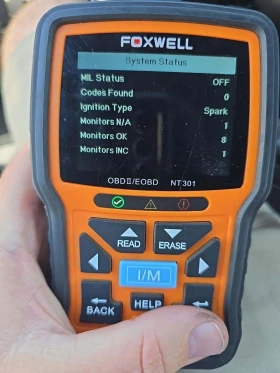 FOXWELL
System Status
MIL Status OFF
Codes Found 0
Ignition Type Spark
Monitors N/A 1
Monitors OK 8
Monitors INC 1
OBDII/EOBD NT301
READ ERASE
I/M
BACK HELP